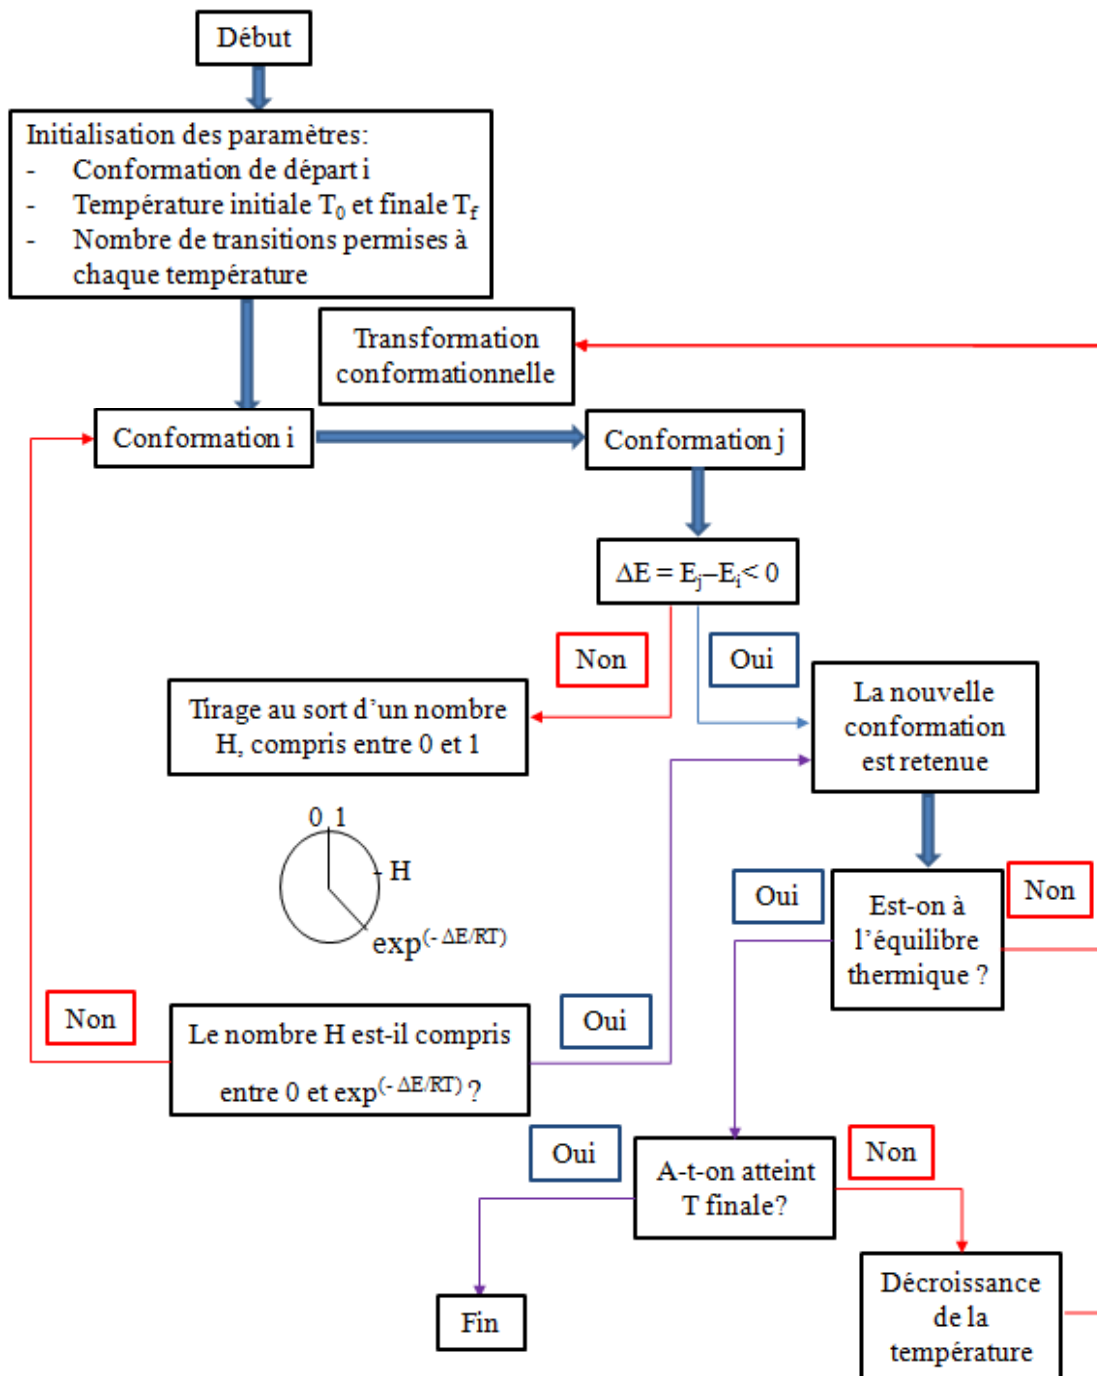 Début
Initialisation des paramètres:
- Conformation de départ i
- Température initiale T₀ et finale T_f
- Nombre de transitions permises à
chaque température
Transformation
conformationnelle
Conformation i
Conformation j
ΔE = E_j–E_i< 0
Non
Oui
Tirage au sort d’un nombre
H, compris entre 0 et 1
La nouvelle
conformation
est retenue
0 1
- H
exp^(- ΔE/RT)
Oui
Est-on à
l’équilibre
thermique ?
Non
Non
Le nombre H est-il compris
entre 0 et exp^(- ΔE/RT) ?
Oui
Oui
A-t-on atteint
T finale?
Non
Fin
Décroissance
de la
température